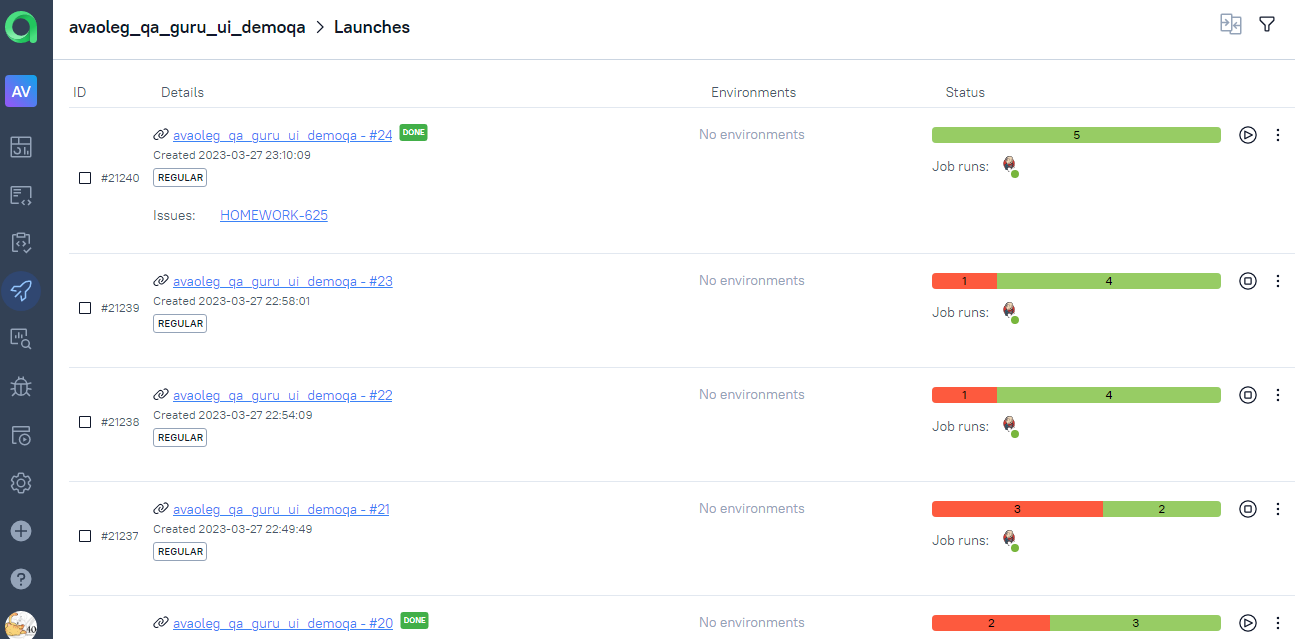 avaoleg_qa_guru_ui_demoqa > Launches
AV
ID Details Environments Status
avaoleg_qa_guru_ui_demoqa - #24 DONE No environments 5
Created 2023-03-27 23:10:09
Job runs:
#21240 REGULAR
Issues: HOMEWORK-625
avaoleg_qa_guru_ui_demoqa - #23 No environments 1 4
Created 2023-03-27 22:58:01
#21239 Job runs:
REGULAR
avaoleg_qa_guru_ui_demoqa - #22 No environments 1 4
Created 2023-03-27 22:54:09
#21238 Job runs:
REGULAR
avaoleg_qa_guru_ui_demoqa - #21 No environments 3 2
Created 2023-03-27 22:49:49
#21237 Job runs:
REGULAR
avaoleg_qa_guru_ui_demoqa - #20 DONE No environments 2 3
40